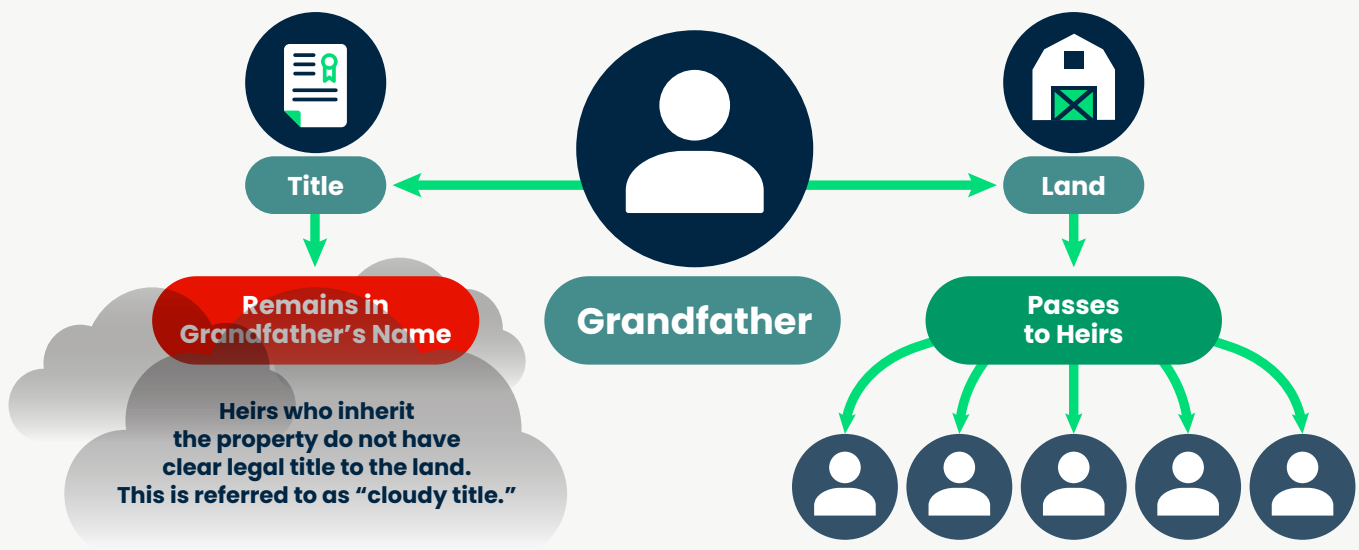 Title
Land
Grandfather
Remains in
Grandfather’s Name
Passes
to Heirs
Heirs who inherit
the property do not have
clear legal title to the land.
This is referred to as “cloudy title.”